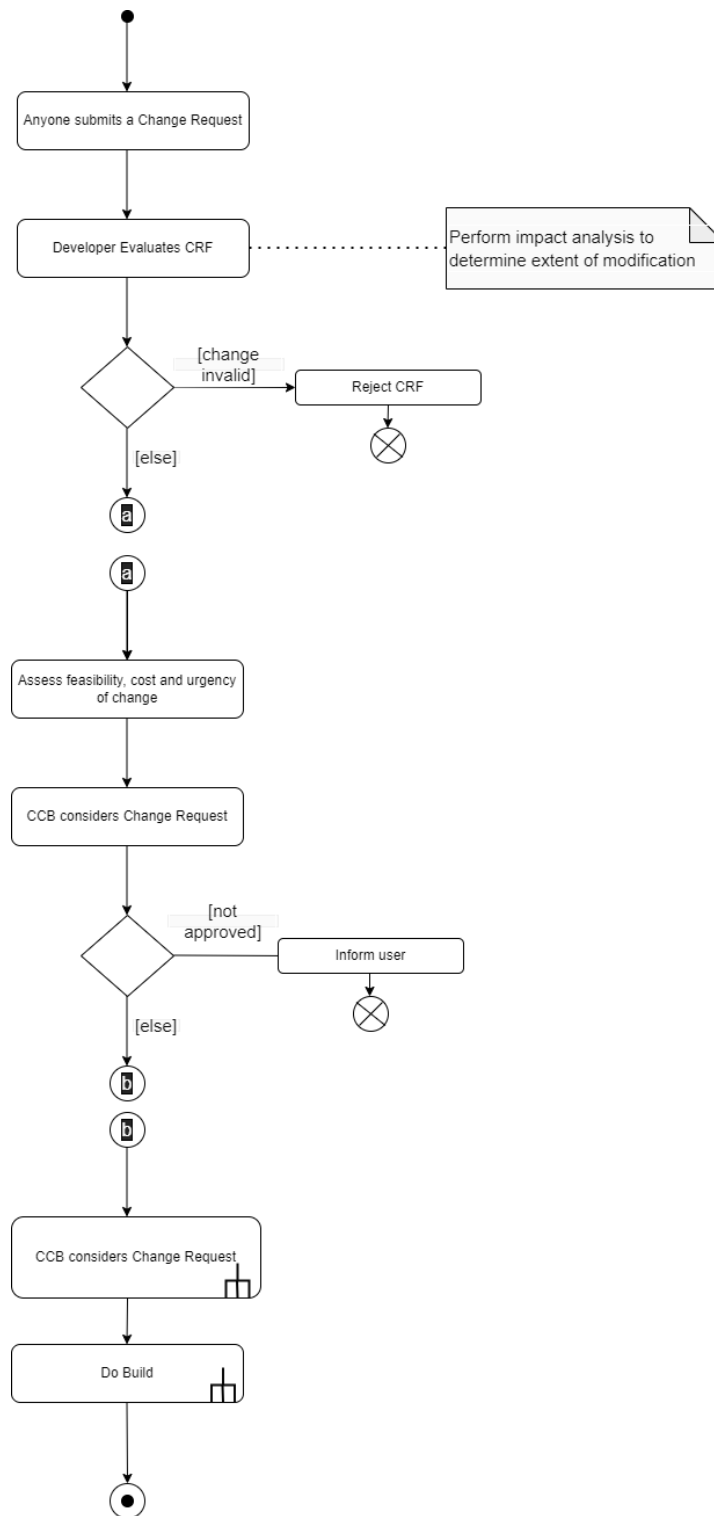 Anyone submits a Change Request
Developer Evaluates CRF
Perform impact analysis to
determine extent of modification
[change
invalid]
Reject CRF
[else]
a
a
Assess feasibility, cost and urgency
of change
CCB considers Change Request
[not
approved]
Inform user
[else]
b
b
CCB considers Change Request
Do Build